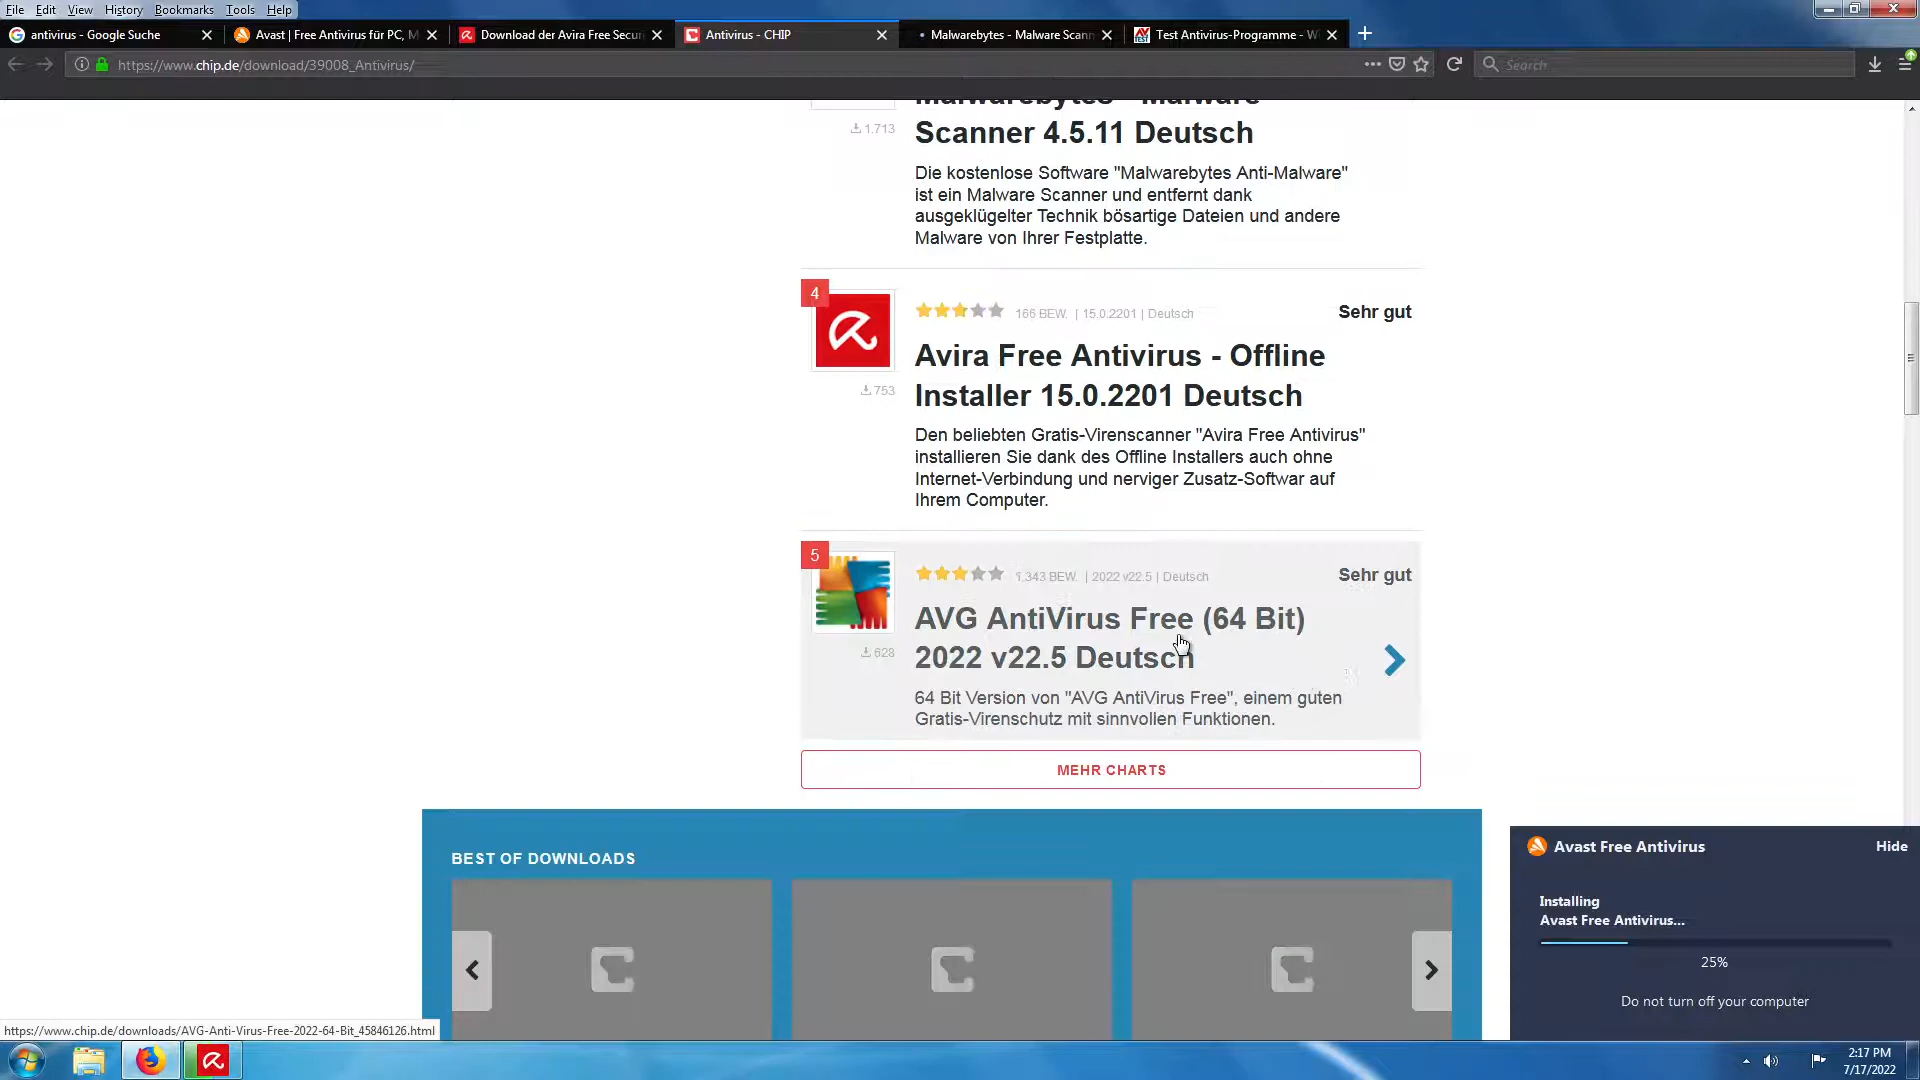 File Edit View History Bookmarks Tools Help
antivirus - Google Suche
Avast | Free Antivirus für PC, M
Download der Avira Free Secur
Antivirus - CHIP
Malwarebytes - Malware Scann
Test Antivirus-Programme - Wi
https://www.chip.de/download/39008_Antivirus/
Search
Malwarebytes - Malware
Scanner 4.5.11 Deutsch
1.713
Die kostenlose Software "Malwarebytes Anti-Malware"
ist ein Malware Scanner und entfernt dank
ausgeklügelter Technik bösartige Dateien und andere
Malware von Ihrer Festplatte.
4
166 BEW. | 15.0.2201 | Deutsch
Sehr gut
Avira Free Antivirus - Offline
Installer 15.0.2201 Deutsch
753
Den beliebten Gratis-Virenscanner "Avira Free Antivirus"
installieren Sie dank des Offline Installers auch ohne
Internet-Verbindung und nerviger Zusatz-Softwar auf
Ihrem Computer.
5
1.343 BEW. | 2022 v22.5 | Deutsch
Sehr gut
AVG AntiVirus Free (64 Bit)
2022 v22.5 Deutsch
628
64 Bit Version von "AVG AntiVirus Free", einem guten
Gratis-Virenschutz mit sinnvollen Funktionen.
MEHR CHARTS
BEST OF DOWNLOADS
Avast Free Antivirus
Hide
Installing
Avast Free Antivirus...
25%
Do not turn off your computer
https://www.chip.de/downloads/AVG-Anti-Virus-Free-2022-64-Bit_45846126.html
2:17 PM
7/17/2022